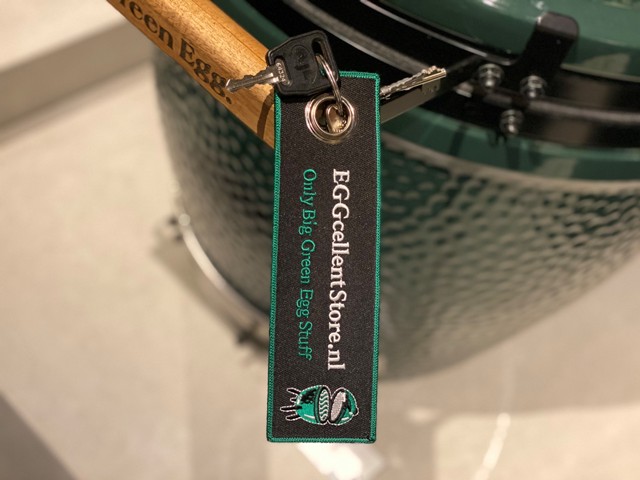 reen Egg.
EGGcellentStore.nl
Only Big Green Egg Stuff